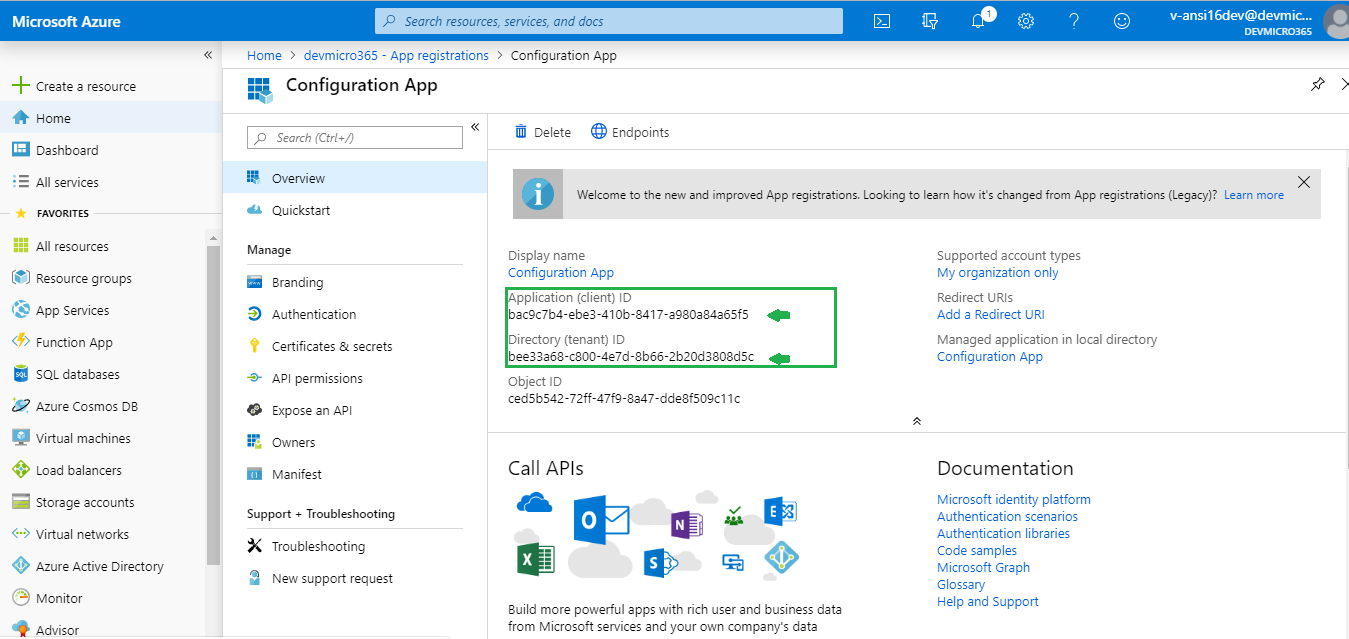 Microsoft Azure
Search resources, services, and docs
1
v-ansi16dev@devmic...
DEVMICRO365
Create a resource
Home
Dashboard
All services
FAVORITES
All resources
Resource groups
App Services
Function App
SQL databases
Azure Cosmos DB
Virtual machines
Load balancers
Storage accounts
Virtual networks
Azure Active Directory
Monitor
Advisor
Home > devmicro365 - App registrations > Configuration App
Configuration App
Search (Ctrl+/)
Overview
Quickstart
Manage
Branding
Authentication
Certificates & secrets
API permissions
Expose an API
Owners
Manifest
Support + Troubleshooting
Troubleshooting
New support request
Delete
Endpoints
Welcome to the new and improved App registrations. Looking to learn how it's changed from App registrations (Legacy)? Learn more
Display name
Configuration App
Application (client) ID
bac9c7b4-ebe3-410b-8417-a980a84a65f5
Directory (tenant) ID
bee33a68-c800-4e7d-8b66-2b20d3808d5c
Object ID
ced5b542-72ff-47f9-8a47-dde8f509c11c
Supported account types
My organization only
Redirect URIs
Add a Redirect URI
Managed application in local directory
Configuration App
Call APIs
Build more powerful apps with rich user and business data
from Microsoft services and your own company's data
Documentation
Microsoft identity platform
Authentication scenarios
Authentication libraries
Code samples
Microsoft Graph
Glossary
Help and Support